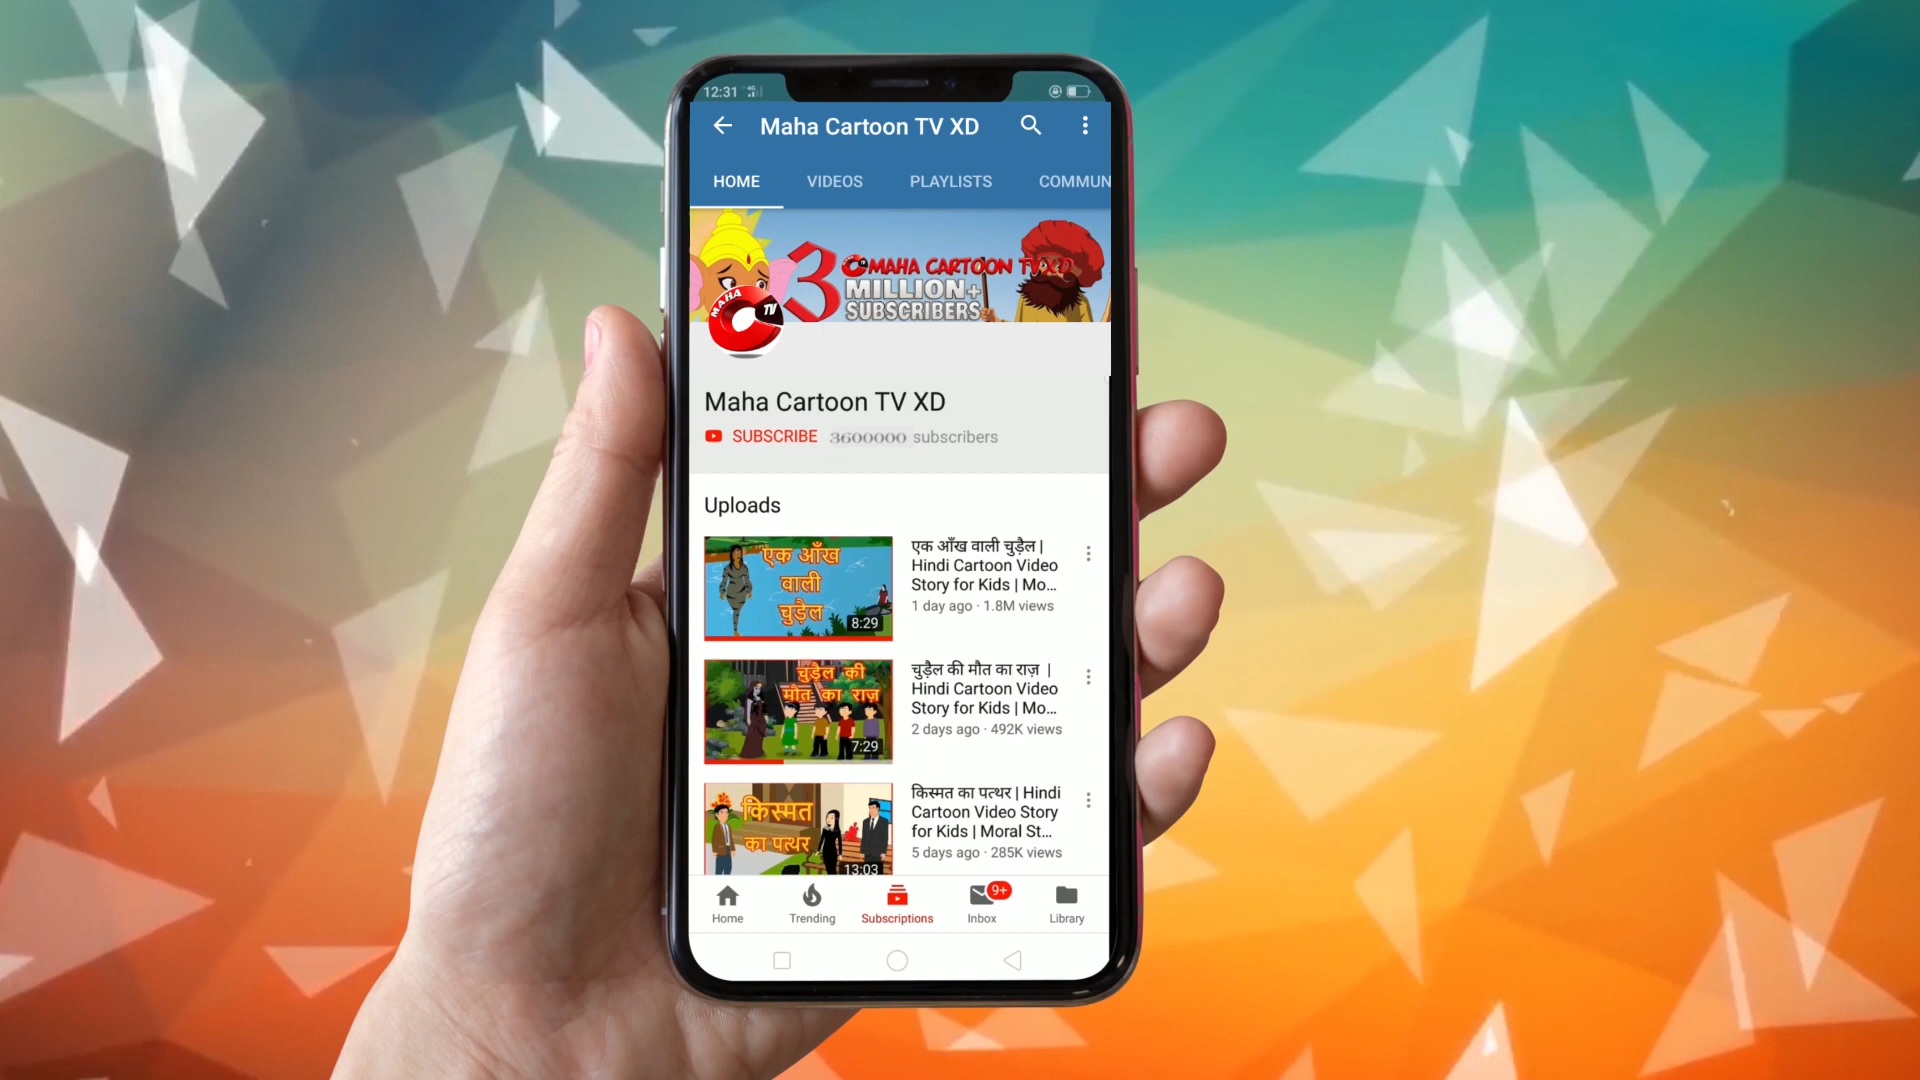 12:31 4G
Maha Cartoon TV XD
HOME VIDEOS PLAYLISTS COMMUN
3 MAHA CARTOON TV XD
MILLION+
SUBSCRIBERS
MAHA TV
Maha Cartoon TV XD
SUBSCRIBE 3600000 subscribers
Uploads
एक आँख
वाली
चुड़ैल
8:29
एक आँख वाली चुड़ैल |
Hindi Cartoon Video
Story for Kids | Mo...
1 day ago · 1.8M views
चुड़ैल की
मौत का राज़
7:29
चुड़ैल की मौत का राज़ |
Hindi Cartoon Video
Story for Kids | Mo...
2 days ago · 492K views
किस्मत
का पत्थर
13:03
किस्मत का पत्थर | Hindi
Cartoon Video Story
for Kids | Moral St...
5 days ago · 285K views
9+
Home Trending Subscriptions Inbox Library